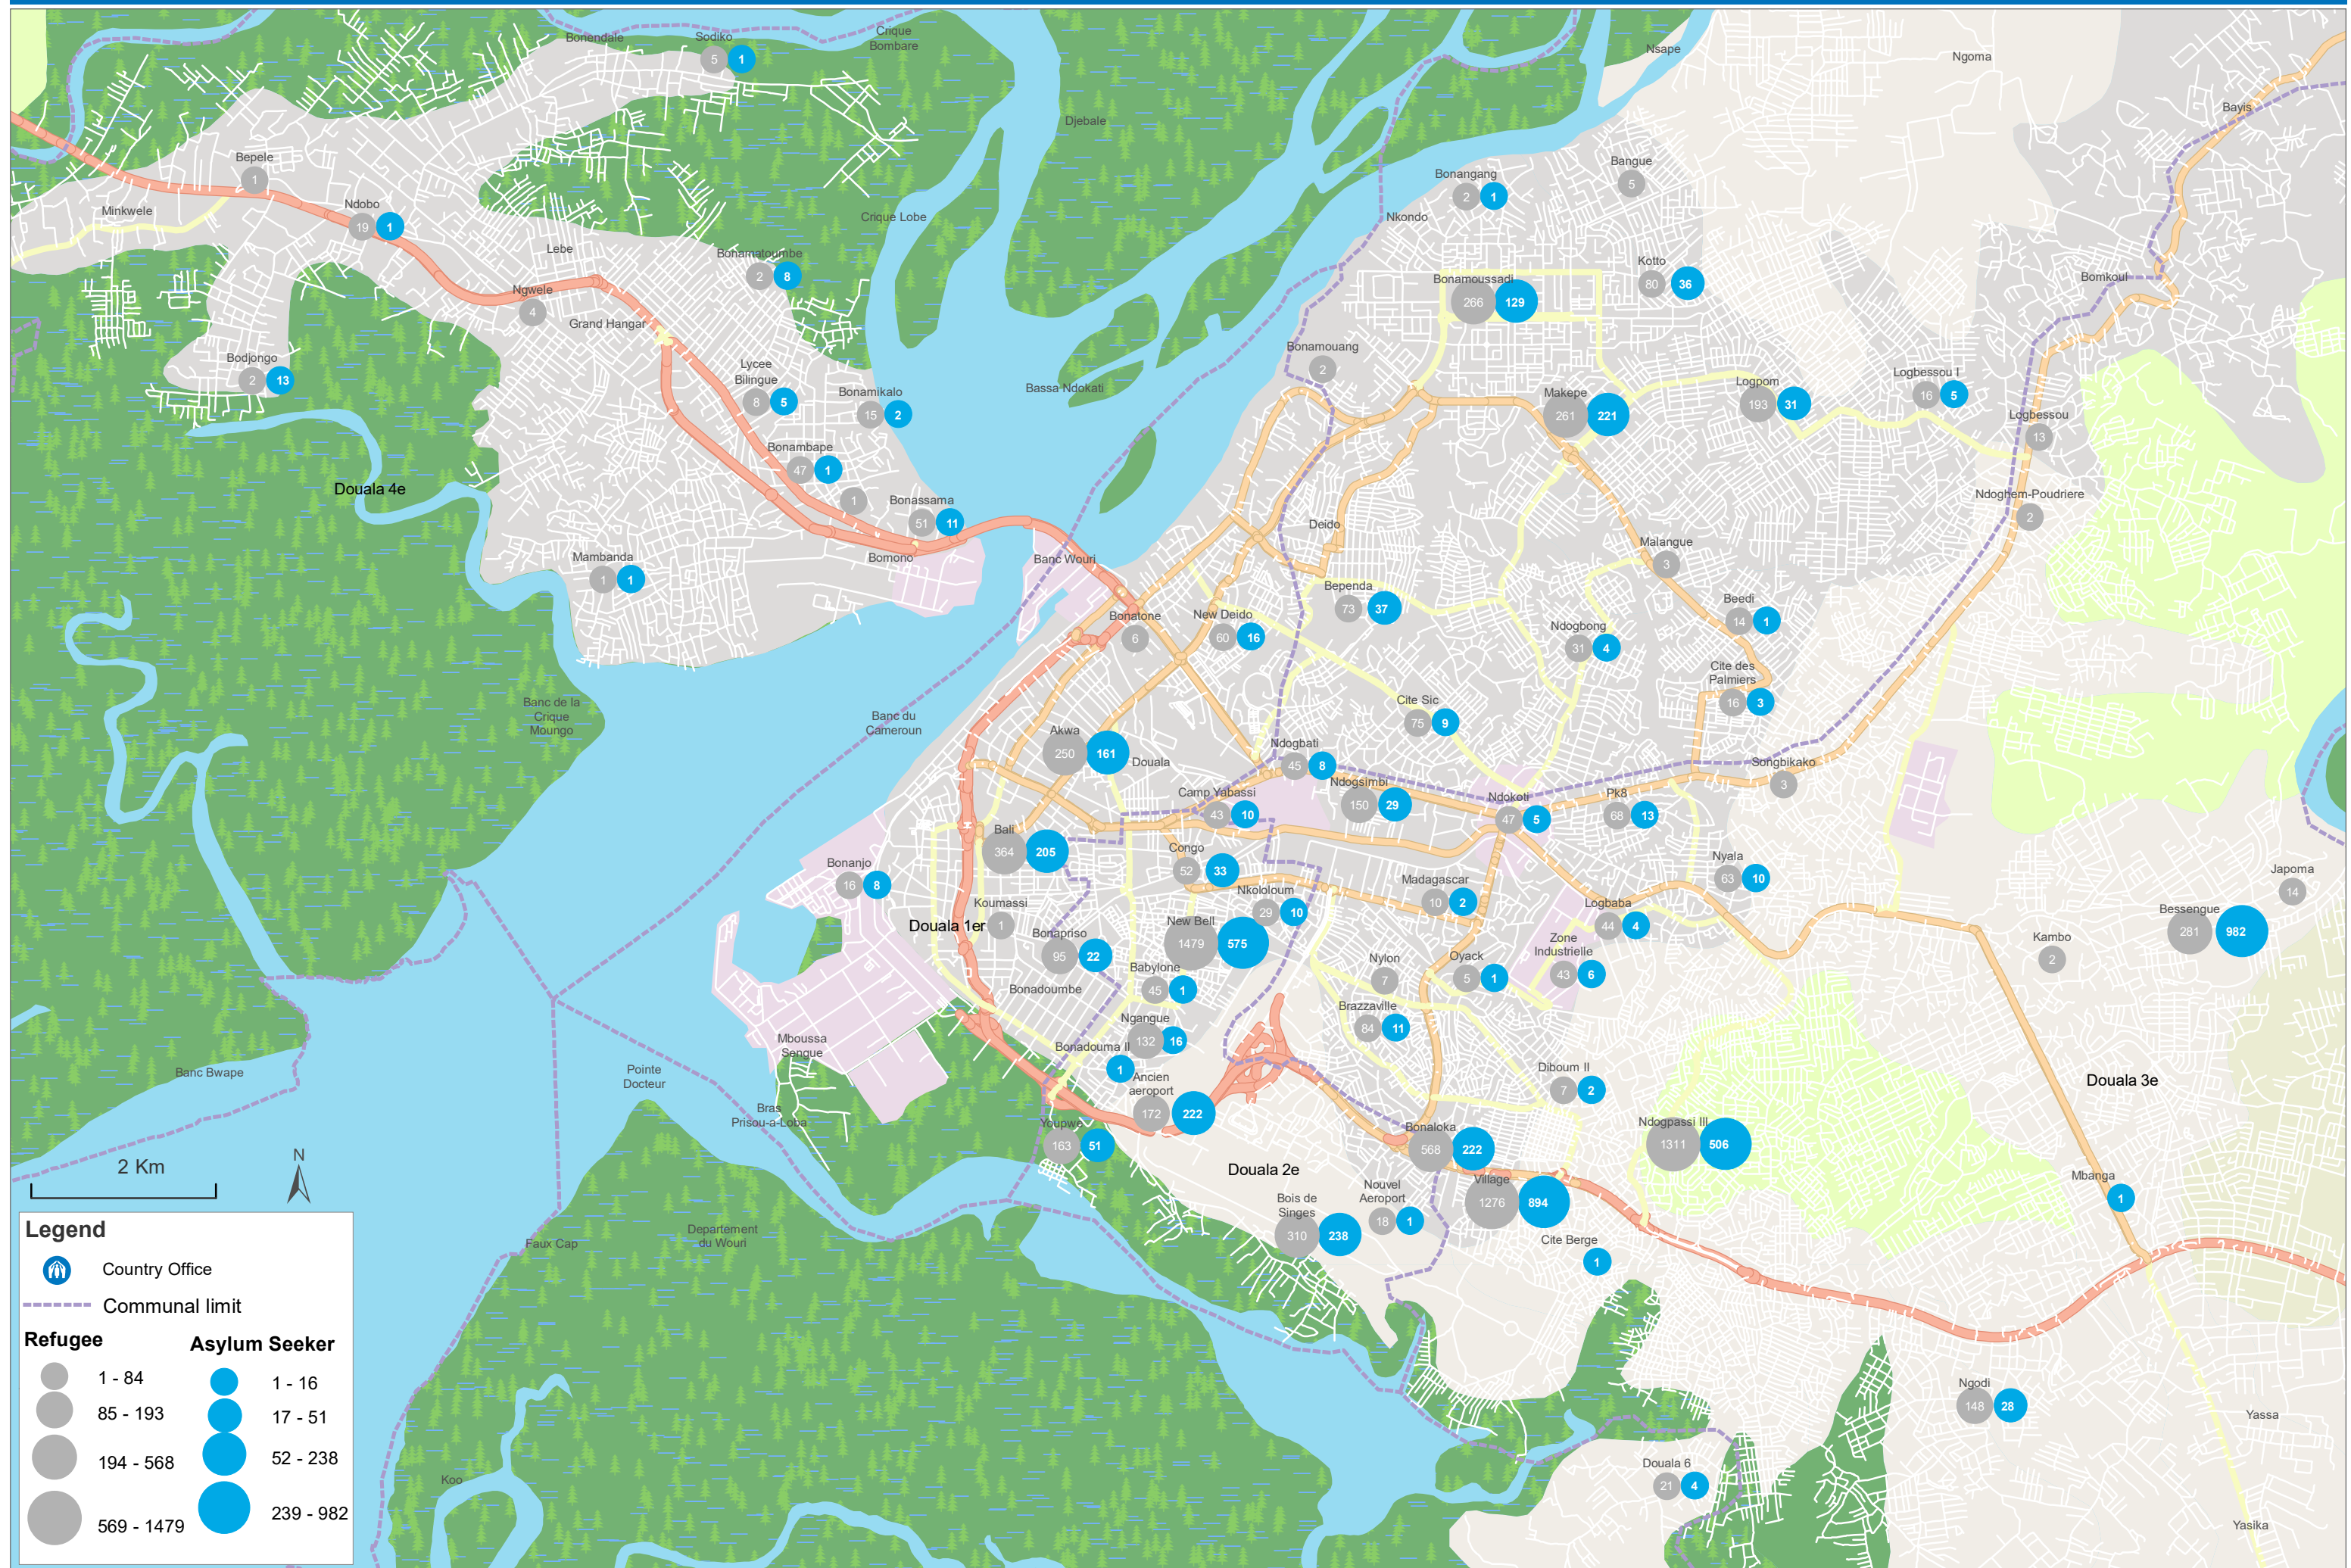 Bonendale
Sodiko
5 1
Crique
Bombare
Nsape
Ngoma
Bayis
Djebale
Bepele
1
Minkwele
Ndobo
19 1
Crique Lobe
Lebe
Bonamatoumbe
2 8
Ngwele
4
Grand Hangar
Bonangang
2 1
Bangue
5
Nkondo
Kotto
80 36
Bonamoussadi
266 129
Bomkoul
Bodjongo
2 13
Lycee
Bilingue
8 5
Bonamikalo
15 2
Bassa Ndokati
Bonamouang
2
Makepe
261 221
Logpom
193 31
Logbessou I
16 5
Logbessou
13
Bonambape
47 1
1
Bonassama
51 11
Douala 4e
Ndoghem-Poudriere
2
Deido
Malangue
3
Mambanda
1 1
Bomono
Banc Wouri
Bependa
73 37
Bonatone
6
New Deido
60 16
Beedi
14 1
Ndogbong
31 4
Cite des
Palmiers
16 3
Banc de la
Crique
Moungo
Banc du
Cameroun
Cite Sic
75 9
Akwa
250 161
Douala
Ndogbati
45 8
Songbikako
3
Ndogsimbi
150 29
Camp Yabassi
43 10
Ndokoti
47 5
Pk8
68 13
Bali
364 205
Congo
52 33
Nyala
63 10
Bonanjo
16 8
Nkololoum
29 10
Madagascar
10 2
Japoma
14
Koumassi
1
Douala 1er
New Bell
1479 575
Logbaba
44 4
Bessengue
281 982
Bonapriso
95 22
Zone
Industrielle
43 6
Kambo
2
Babylone
45 1
Nylon
7
Oyack
5 1
Bonadoumbe
Brazzaville
84 11
Ngangue
132 16
Mboussa
Sengue
Bonadouma II
1
Banc Bwape
Pointe
Docteur
Ancien
aeroport
172 222
Diboum II
7 2
Douala 3e
Bras
Prisou-a-Loba
Youpwe
163 51
Bonaloka
568 222
Ndogpassi III
1311 506
2 Km
N
Douala 2e
Village
1276 894
Nouvel
Aeroport
18 1
Mbanga
1
Bois de
Singes
310 238
Departement
du Wouri
Faux Cap
Cite Berge
1
Legend
Country Office
Communal limit
Refugee Asylum Seeker
1 - 84 1 - 16
85 - 193 17 - 51
194 - 568 52 - 238
569 - 1479 239 - 982
Ngodi
148 28
Yassa
Koo
Douala 6
21 4
Yasika